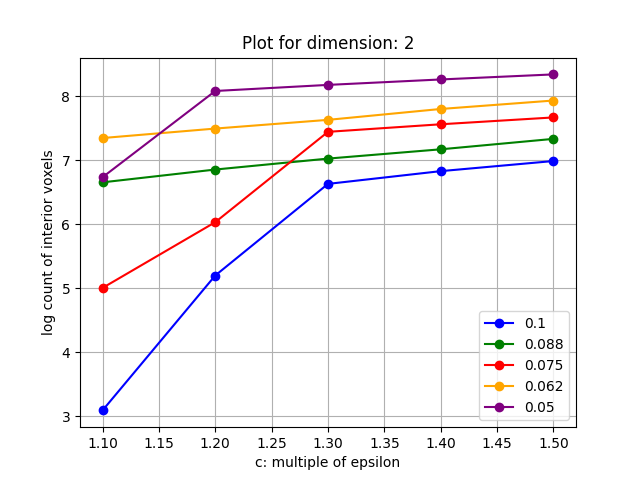 Plot for dimension: 2
log count of interior voxels
8
7
6
5
4
3
1.10 1.15 1.20 1.25 1.30 1.35 1.40 1.45 1.50
c: multiple of epsilon
0.1
0.088
0.075
0.062
0.05